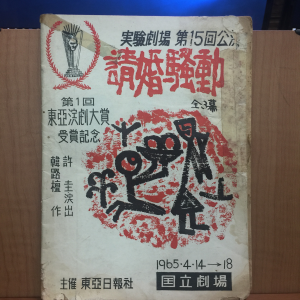 実驗劇場 第15回公演
請婚騷動
全3幕
第1回
東亞演劇大賞
受賞記念
許圭 演出
韓路檀 作
1965·4·14→18
主催 東亞日報社
国立劇場